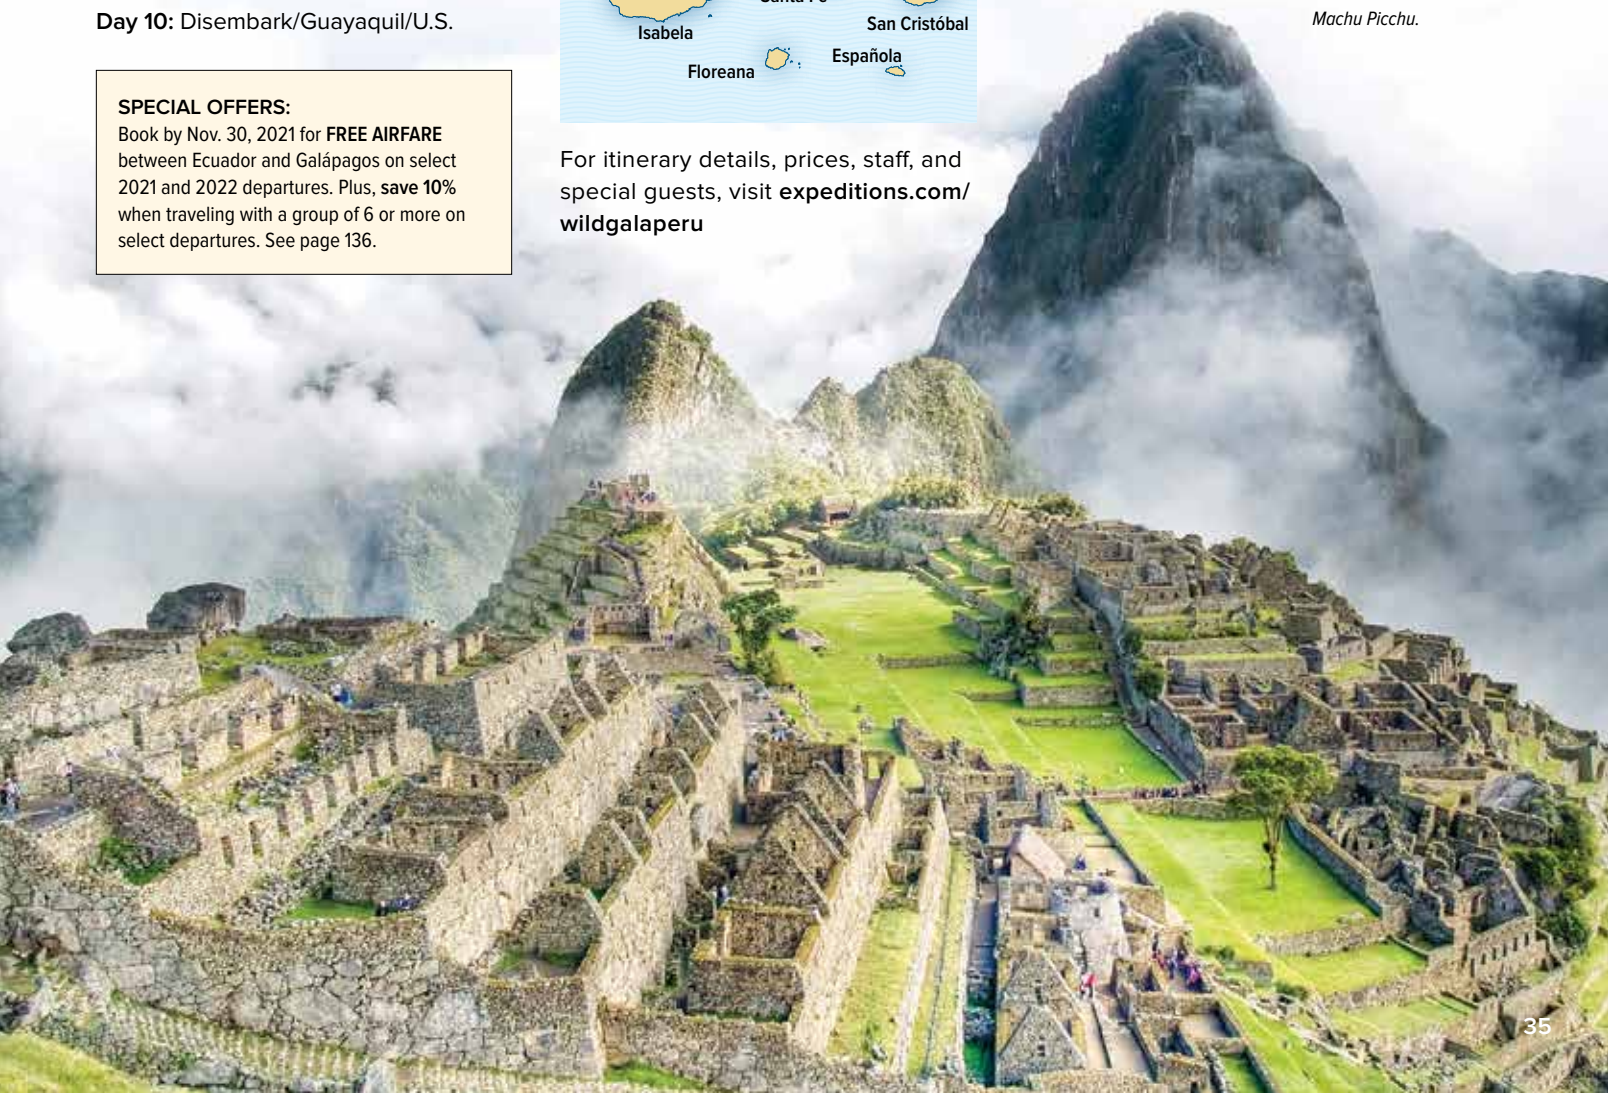 Day 10: Disembark/Guayaquil/U.S.
SPECIAL OFFERS:
Book by Nov. 30, 2021 for FREE AIRFARE
between Ecuador and Galápagos on select
2021 and 2022 departures. Plus, save 10%
when traveling with a group of 6 or more on
select departures. See page 136.
Isabela
San Cristóbal
Floreana
Española
For itinerary details, prices, staff, and
special guests, visit expeditions.com/
wildgalaperu
Machu Picchu.
35